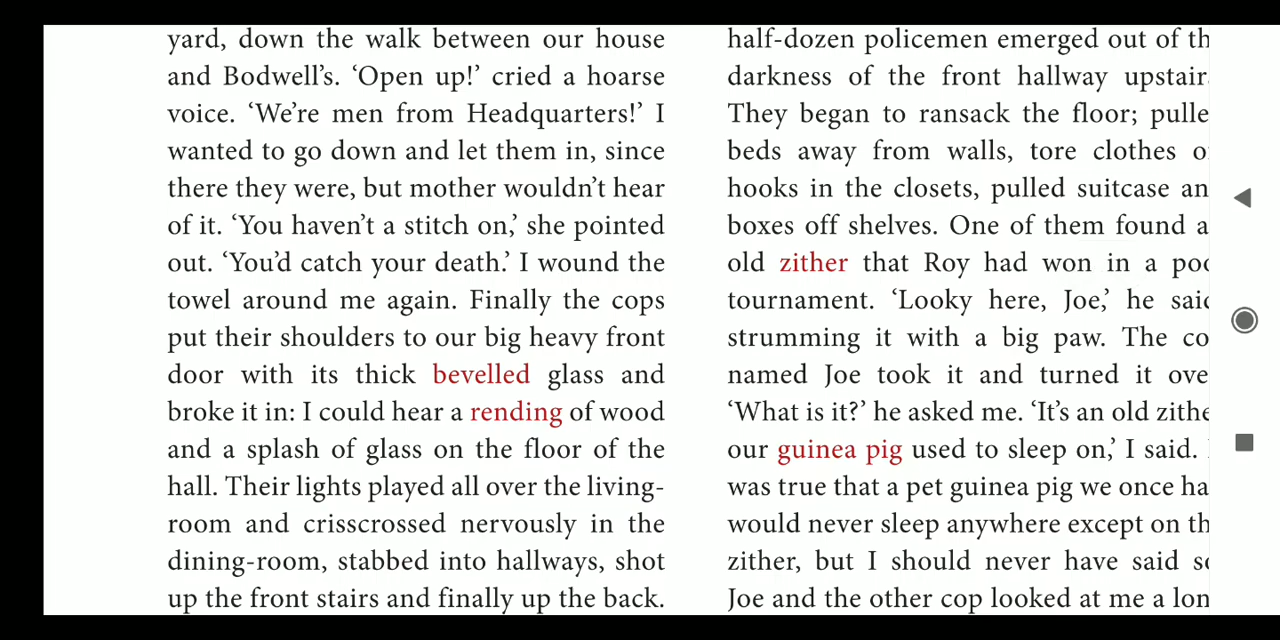 yard, down the walk between our house
and Bodwell's. ‘Open up!’ cried a hoarse
voice. ‘We're men from Headquarters!’ I
wanted to go down and let them in, since
there they were, but mother wouldn't hear
of it. ‘You haven't a stitch on,’ she pointed
out. ‘You'd catch your death.’ I wound the
towel around me again. Finally the cops
put their shoulders to our big heavy front
door with its thick bevelled glass and
broke it in: I could hear a rending of wood
and a splash of glass on the floor of the
hall. Their lights played all over the living-
room and crisscrossed nervously in the
dining-room, stabbed into hallways, shot
up the front stairs and finally up the back.
half-dozen policemen emerged out of th
darkness of the front hallway upstair
They began to ransack the floor; pulle
beds away from walls, tore clothes o
hooks in the closets, pulled suitcase an
boxes off shelves. One of them found a
old zither that Roy had won in a poo
tournament. ‘Looky here, Joe,’ he sai
strumming it with a big paw. The co
named Joe took it and turned it ove
‘What is it?’ he asked me. ‘It's an old zithe
our guinea pig used to sleep on,’ I said.
was true that a pet guinea pig we once ha
would never sleep anywhere except on th
zither, but I should never have said s
Joe and the other cop looked at me a lon